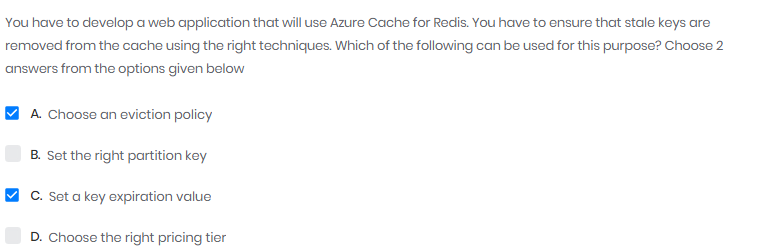 You have to develop a web application that will use Azure Cache for Redis. You have to ensure that stale keys are
removed from the cache using the right techniques. Which of the following can be used for this purpose? Choose 2
answers from the options given below
A. Choose an eviction policy
B. Set the right partition key
C. Set a key expiration value
D. Choose the right pricing tier